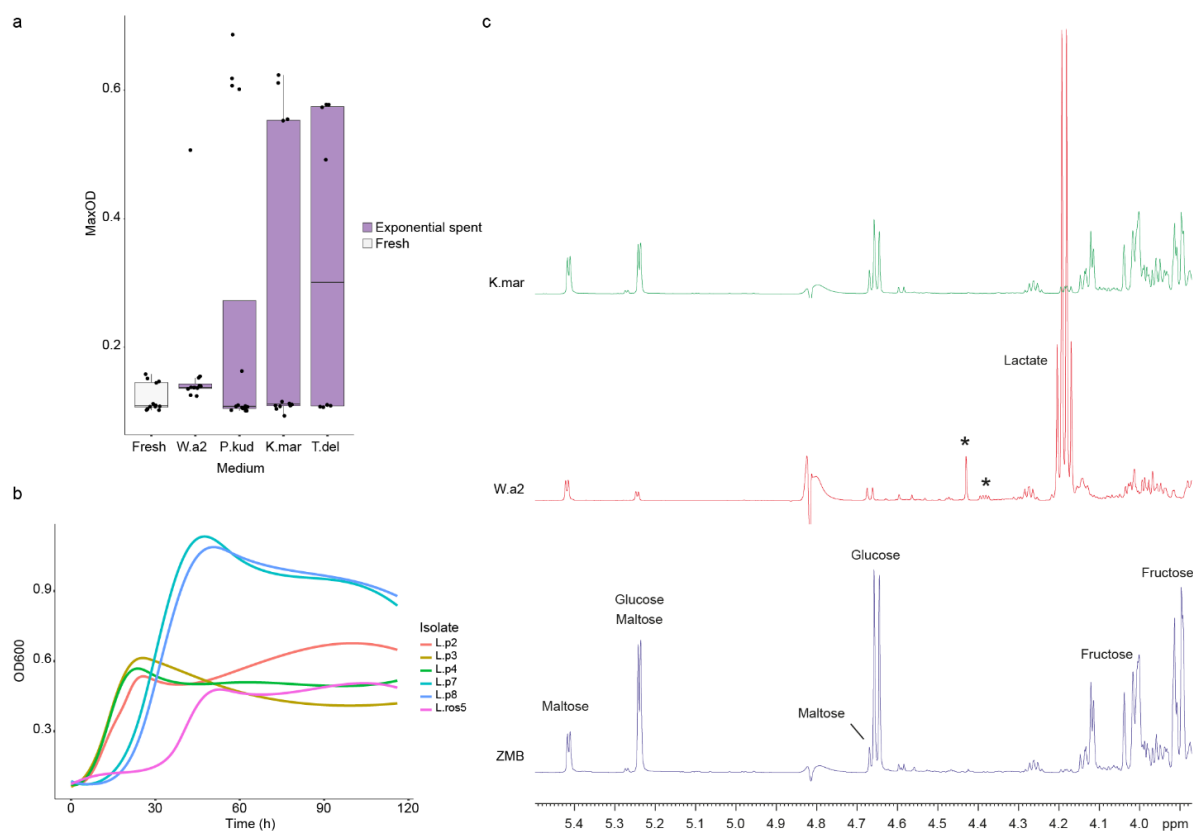 a
0.6
0.4
0.2
MaxOD
Fresh W.a2 P.kud K.mar T.del
Medium
Exponential spent
Fresh
b
0.9
0.6
0.3
OD600
0 30 60 90 120
Time (h)
Isolate
L.p2
L.p3
L.p4
L.p7
L.p8
L.ros5
c
K.mar
Lactate
*
*
W.a2
Glucose
Glucose
Maltose
Fructose
Fructose
Maltose
Maltose
ZMB
5.4 5.3 5.2 5.1 5.0 4.9 4.8 4.7 4.6 4.5 4.4 4.3 4.2 4.1 4.0 ppm